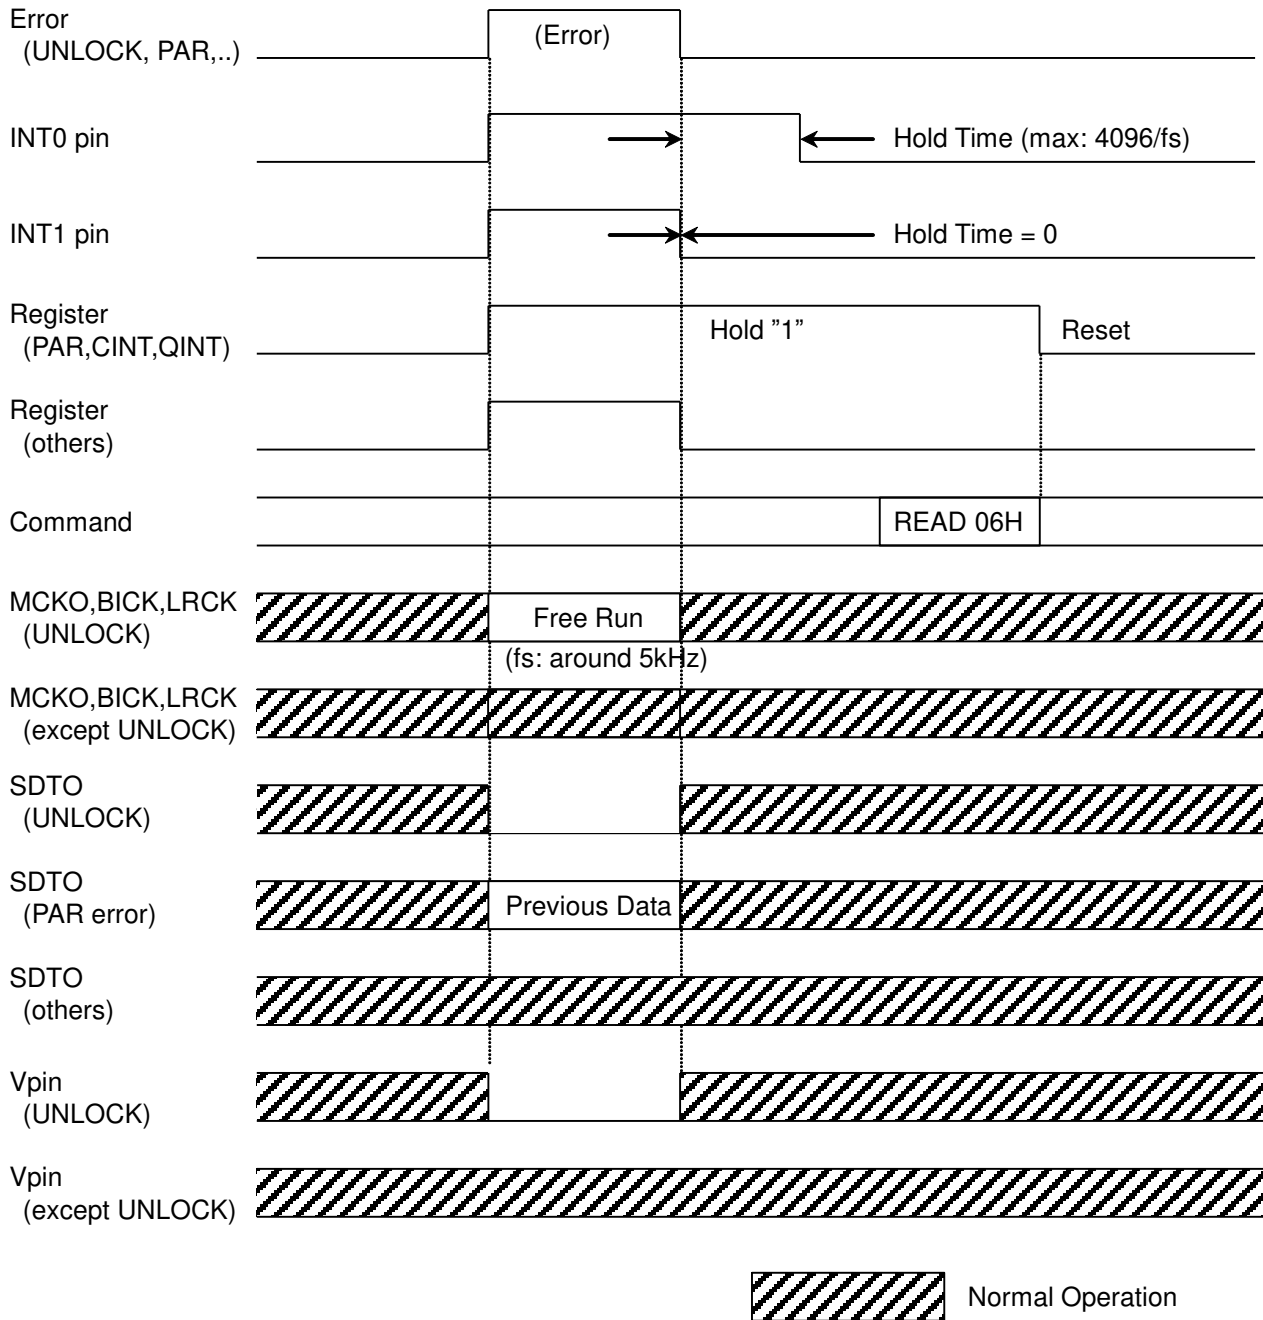 Error
(UNLOCK, PAR,..)
(Error)
INT0 pin
Hold Time (max: 4096/fs)
INT1 pin
Hold Time = 0
Register
(PAR,CINT,QINT)
Hold ”1”
Reset
Register
(others)
Command
READ 06H
MCKO,BICK,LRCK
(UNLOCK)
Free Run
(fs: around 5kHz)
MCKO,BICK,LRCK
(except UNLOCK)
SDTO
(UNLOCK)
SDTO
(PAR error)
Previous Data
SDTO
(others)
Vpin
(UNLOCK)
Vpin
(except UNLOCK)
Normal Operation